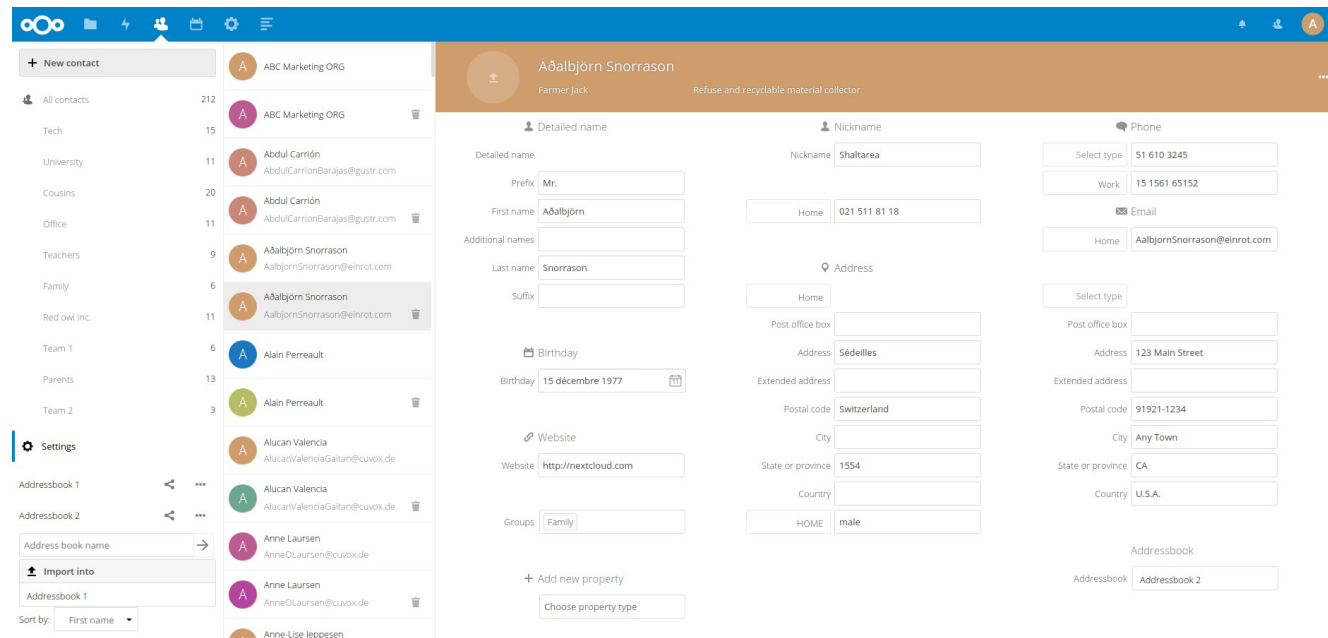 A
+ New contact
All contacts 212
Tech 15
University 11
Cousins 20
Office 11
Teachers 9
Family 6
Red owl inc. 11
Team 1 6
Parents 13
Team 2 3
Settings
Addressbook 1
Addressbook 2
Address book name
Import into
Addressbook 1
Sort by: First name
A ABC Marketing ORG
A ABC Marketing ORG
A Abdul Carrión
AbdulCarrionBarajas@gustr.com
A Abdul Carrión
AbdulCarrionBarajas@gustr.com
A Aðalbjörn Snorrason
AalbjornSnorrason@einrot.com
A Aðalbjörn Snorrason
AalbjornSnorrason@einrot.com
A Alain Perreault
A Alain Perreault
A Alucan Valencia
AlucanValenciaGaitan@cuvox.de
A Alucan Valencia
AlucanValenciaGaitan@cuvox.de
A Anne Laursen
AnneOLaursen@cuvox.de
A Anne Laursen
AnneOLaursen@cuvox.de
Anne-Lise Jeppesen
Aðalbjörn Snorrason
Farmer Jack Refuse and recyclable material collector
Detailed name
Detailed name
Prefix Mr.
First name Aðalbjörn
Additional names
Last name Snorrason
Suffix
Birthday
Birthday 15 décembre 1977
Website
Website http://nextcloud.com
Groups Family
+ Add new property
Choose property type
Nickname
Nickname Shaltarea
Home 021 511 81 18
Address
Home
Post office box
Address Sédeilles
Extended address
Postal code Switzerland
City
State or province 1554
Country
HOME male
Phone
Select type 51 610 3245
Work 15 1561 65152
Email
Home AalbjornSnorrason@einrot.com
Select type
Post office box
Address 123 Main Street
Extended address
Postal code 91921-1234
City Any Town
State or province CA
Country U.S.A.
Addressbook
Addressbook Addressbook 2